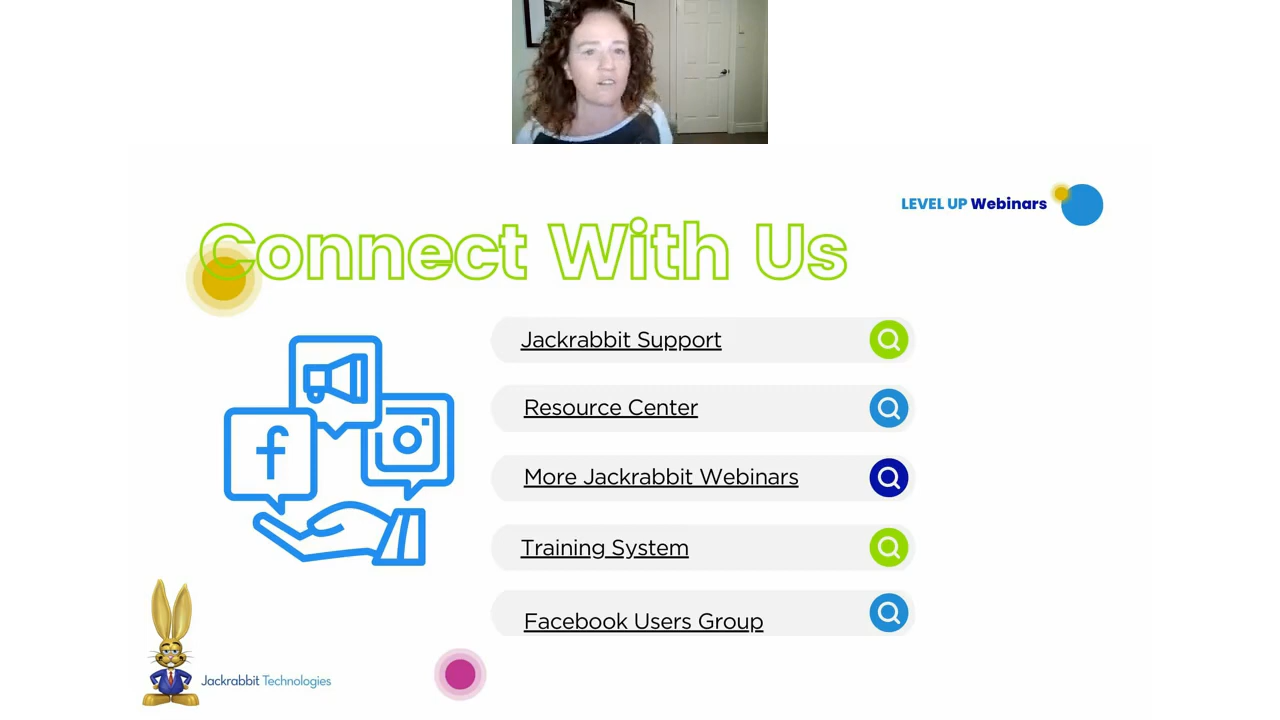 LEVEL UP Webinars
Connect With Us
Jackrabbit Support
Resource Center
More Jackrabbit Webinars
Training System
Facebook Users Group
Jackrabbit Technologies